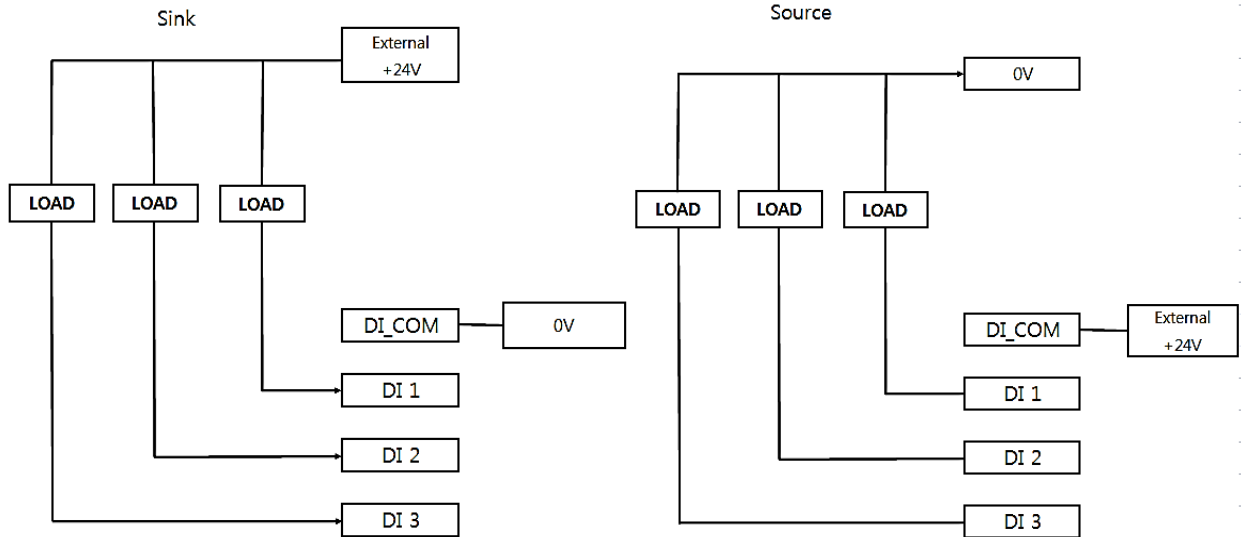 Sink
External
+24V
LOAD
LOAD
LOAD
DI_COM
0V
DI 1
DI 2
DI 3
Source
0V
LOAD
LOAD
LOAD
DI_COM
External
+24V
DI 1
DI 2
DI 3